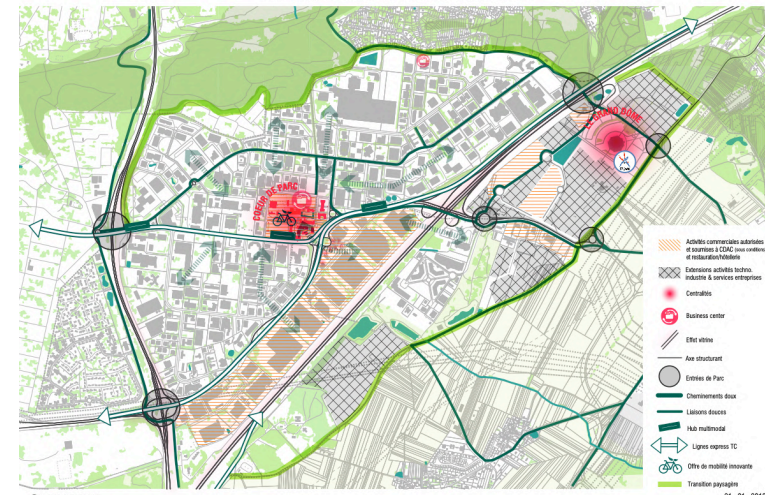 LE GRAND DÔME
COEUR DE PARC
Activités commerciales autorisées
et soumises à CDAC (sous conditions)
et restauration/hôtellerie
Extensions activités techno.
industrie & services entreprises
Centralités
Business center
Effet vitrine
Axe structurant
Entrées de Parc
Cheminements doux
Liaisons douces
Hub multimodal
Lignes express TC
Offre de mobilité innovante
Transition paysagère